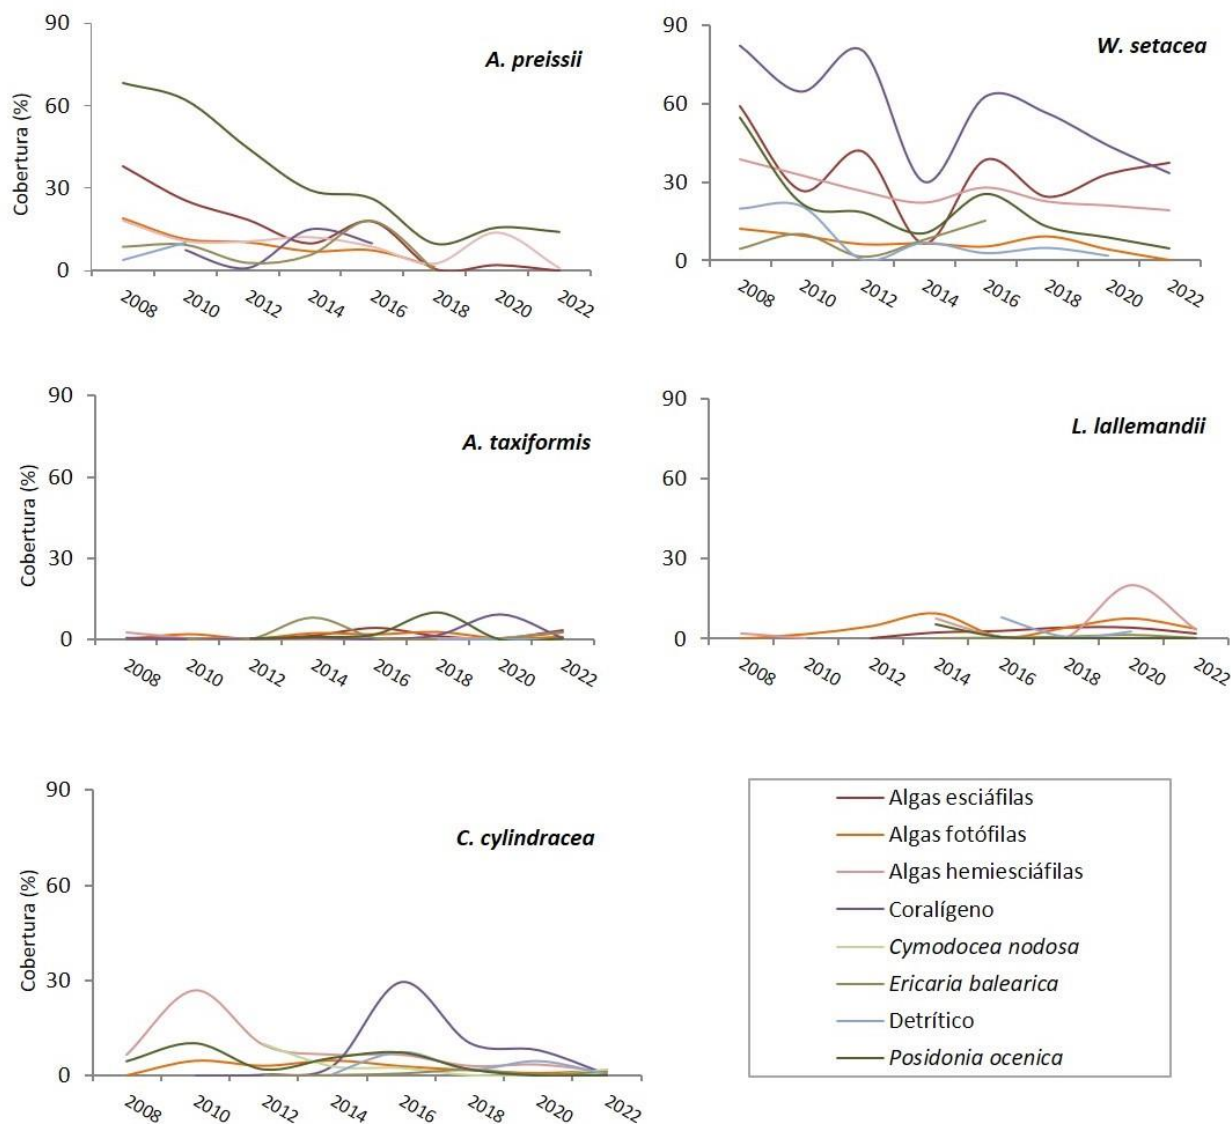 90
60
30
0
Cobertura (%)
A. preissii
2008 2010 2012 2014 2016 2018 2020 2022
90
60
30
0
W. setacea
2008 2010 2012 2014 2016 2018 2020 2022
90
60
30
0
Cobertura (%)
A. taxiformis
2008 2010 2012 2014 2016 2018 2020 2022
90
60
30
0
L. lallemandii
2008 2010 2012 2014 2016 2018 2020 2022
90
60
30
0
Cobertura (%)
C. cylindracea
2008 2010 2012 2014 2016 2018 2020 2022
Algas esciáfilas
Algas fotófilas
Algas hemiesciáfilas
Coralígeno
Cymodocea nodosa
Ericaria balearica
Detrítico
Posidonia ocenica